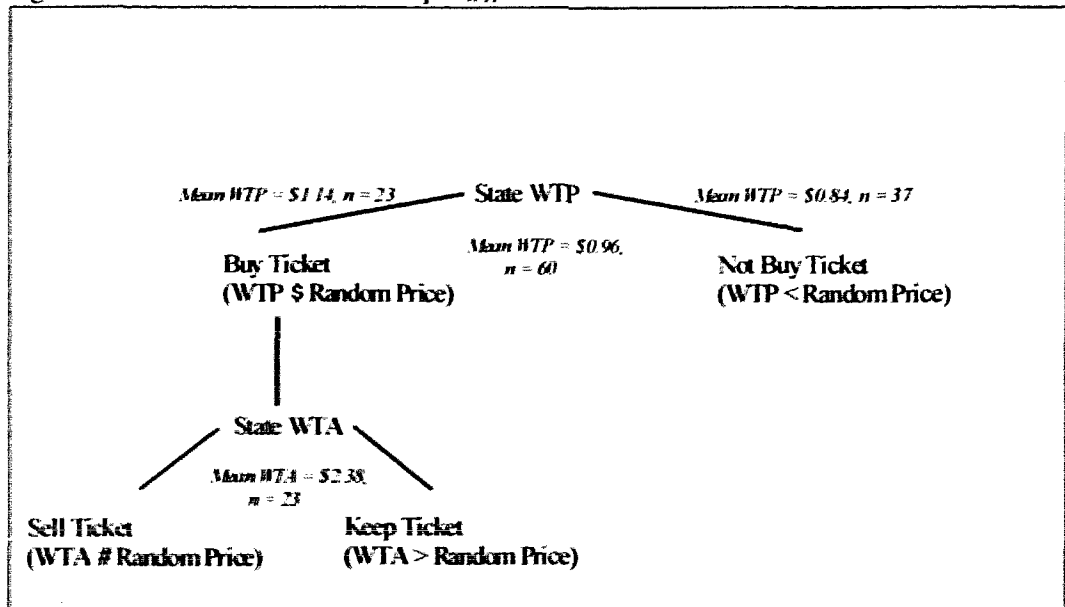 Mean WTP = $1.14, n = 23
State WTP
Mean WTP = $0.84, n = 37
Mean WTP = $0.96,
n = 60
Buy Ticket
(WTP $ Random Price)
Not Buy Ticket
(WTP < Random Price)
State WTA
Mean WTA = $2.38,
n = 23
Sell Ticket
(WTA # Random Price)
Keep Ticket
(WTA > Random Price)